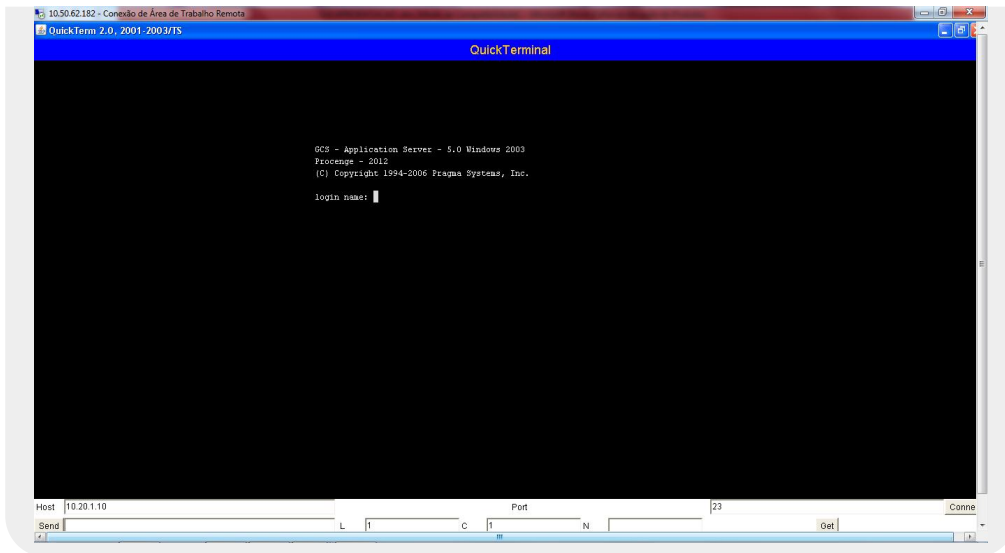 10.50.62.182 - Conexão de Área de Trabalho Remota
QuickTerm 2.0, 2001-2003/TS
QuickTerminal
GCS - Application Server - 5.0 Windows 2003
Procenge - 2012
(C) Copyright 1994-2006 Pragma Systems, Inc.
login name:
Host 10.20.1.10 Port 23 Conne
Send L 1 C 1 N Get